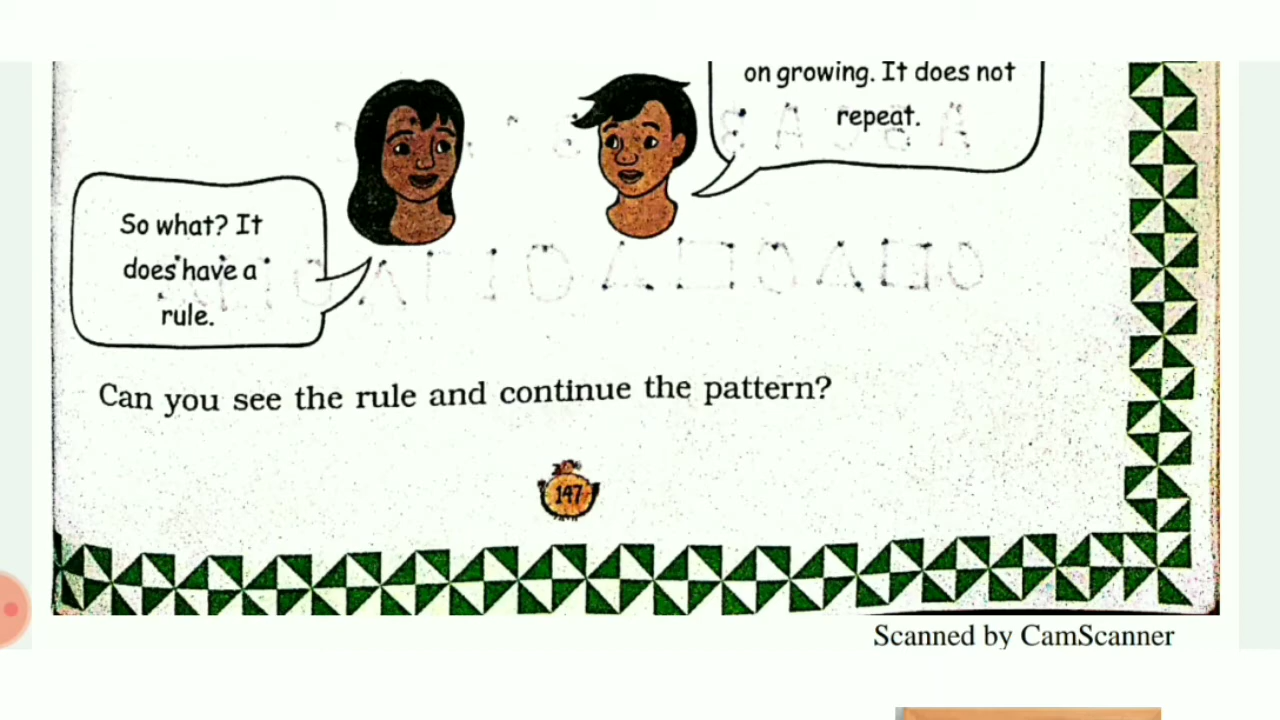 on growing. It does not
repeat.
So what? It
does have a
rule.
Can you see the rule and continue the pattern?
147
Scanned by CamScanner